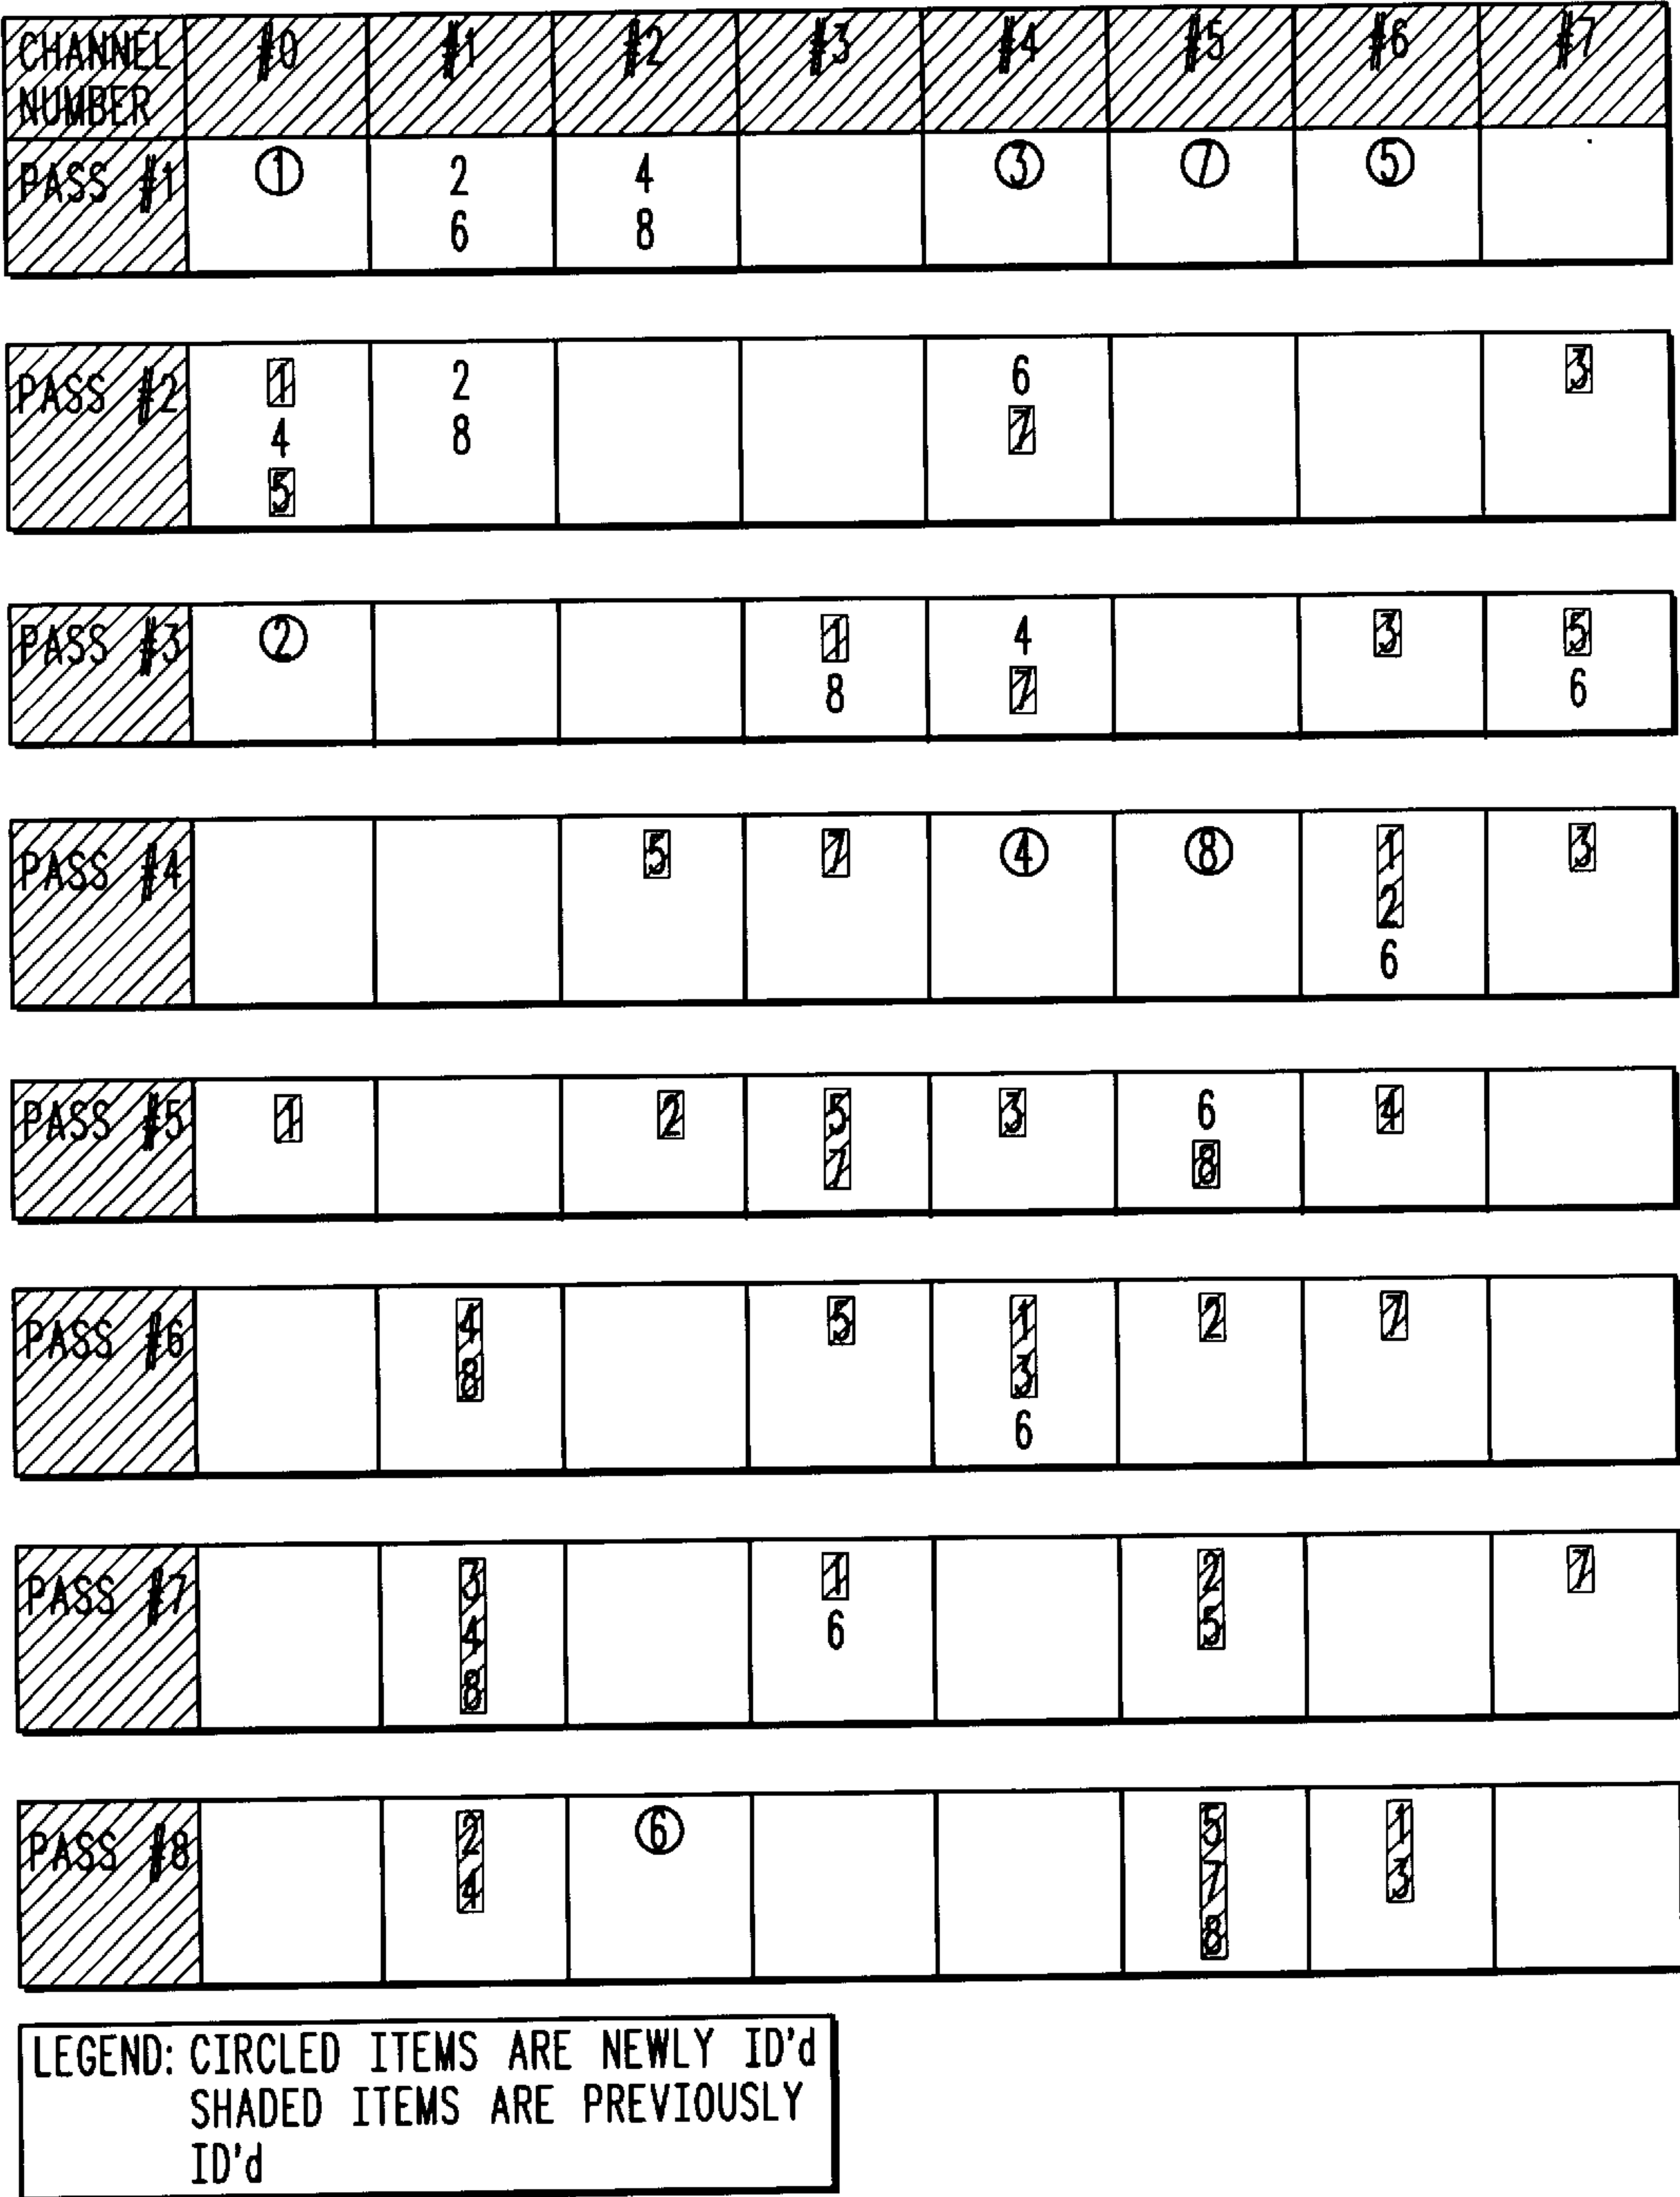 CHANNEL NUMBER #0 #1 #2 #3 #4 #5 #6 #7
PASS #1 1 2 4 3 7 5
6 8
PASS #2 1 2 6 3
4 8 7
5
PASS #3 2 1 4 3 5
8 7 6
PASS #4 5 7 4 8 1 3
2
6
PASS #5 1 2 5 3 6 4
7 8
PASS #6 4 5 1 2 7
8 3
6
PASS #7 3 1 2 7
4 6 5
8
PASS #8 2 6 5 1
4 7 3
8
LEGEND: CIRCLED ITEMS ARE NEWLY ID'd
SHADED ITEMS ARE PREVIOUSLY
ID'd